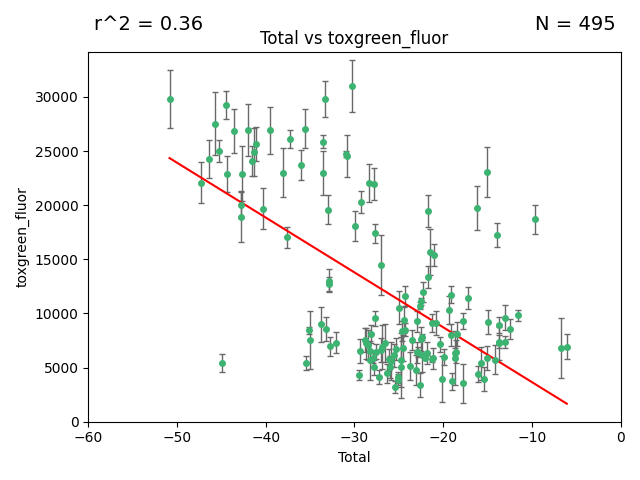 r^2 = 0.36
N = 495
Total vs toxgreen_fluor
30000
25000
20000
15000
10000
5000
0
toxgreen_fluor
−60
−50
−40
−30
−20
−10
0
Total